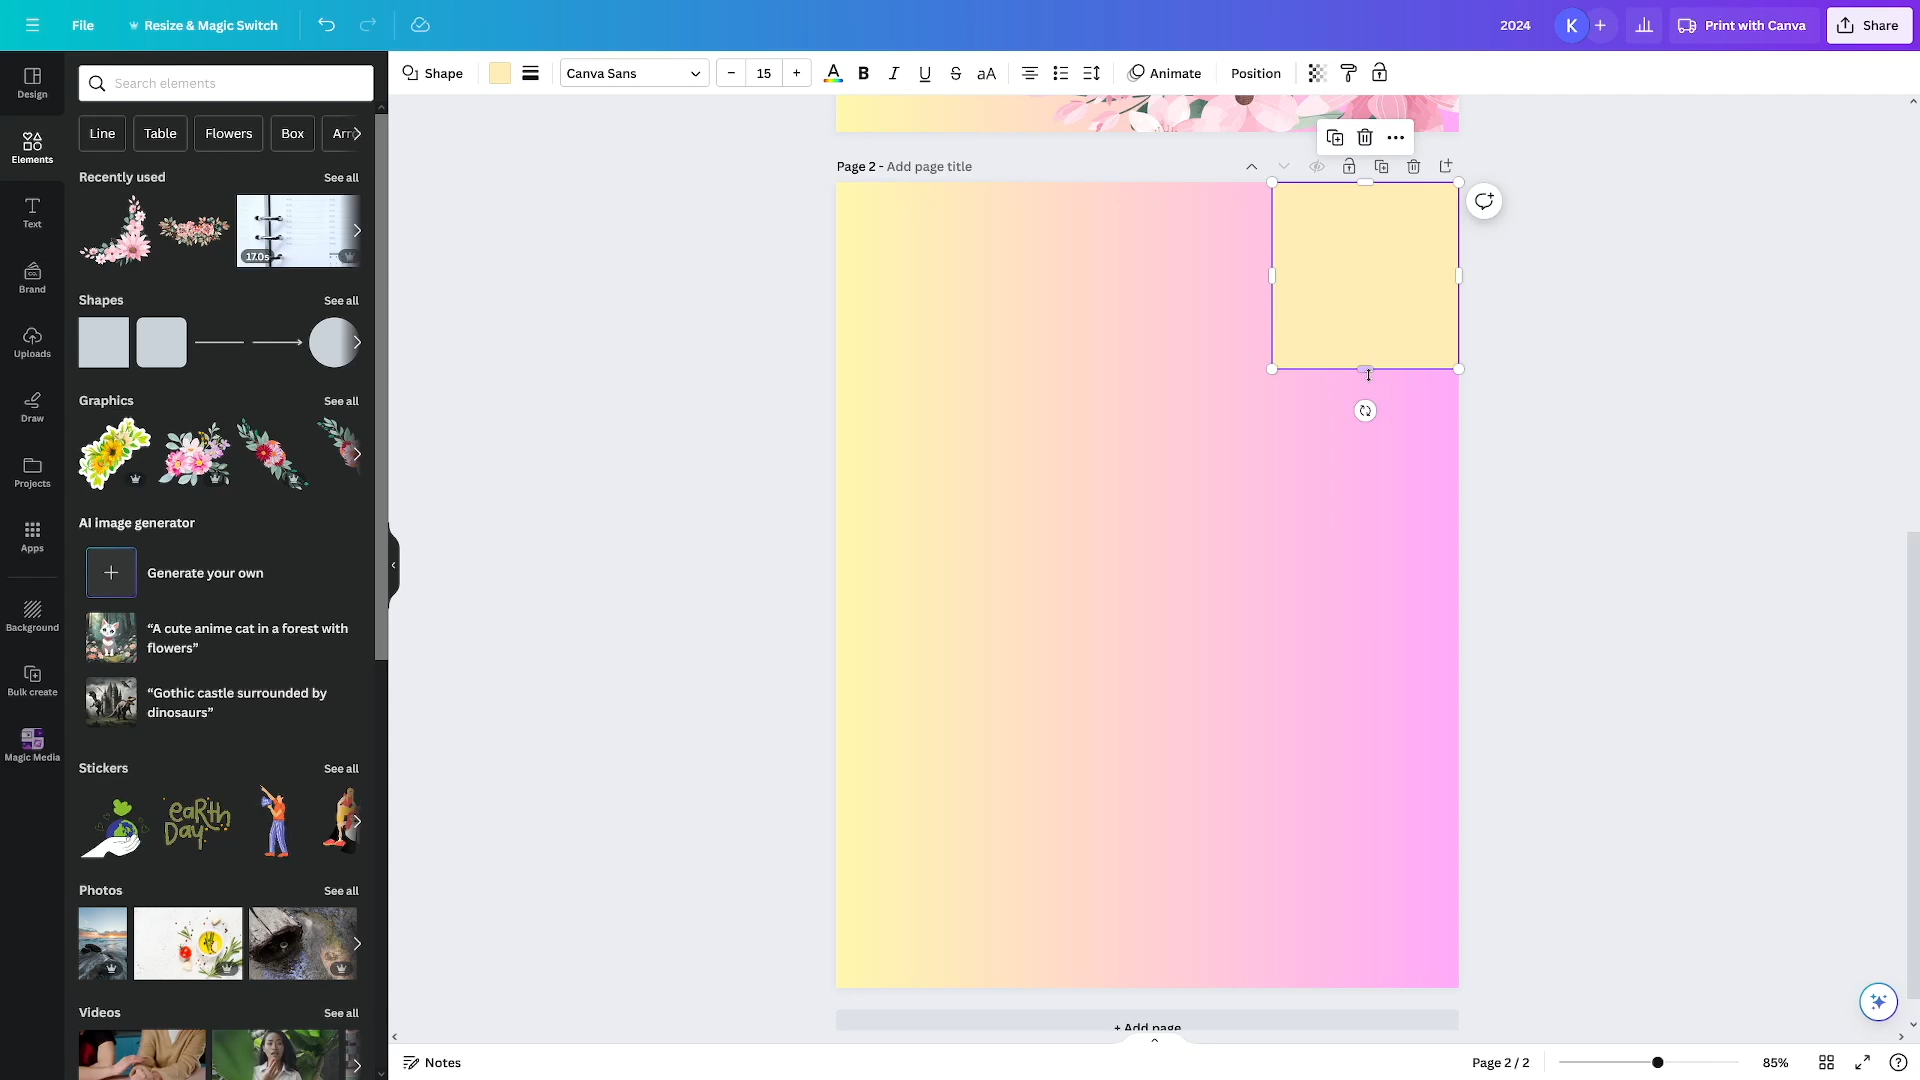 File
Resize & Magic Switch
2024
K
Print with Canva
Share
Design
Elements
Text
Brand
Uploads
Draw
Projects
Apps
Background
Bulk create
Magic Media
Search elements
Line
Table
Flowers
Box
Recently used
See all
17.0s
Shapes
See all
Graphics
See all
AI image generator
Generate your own
“A cute anime cat in a forest with
flowers”
“Gothic castle surrounded by
dinosaurs”
Stickers
See all
earth
Day
Photos
See all
Videos
See all
Shape
Canva Sans
15
A
B
I
U
S
aA
Animate
Position
Page 2 - Add page title
+ Add page
Notes
Page 2 / 2
85%